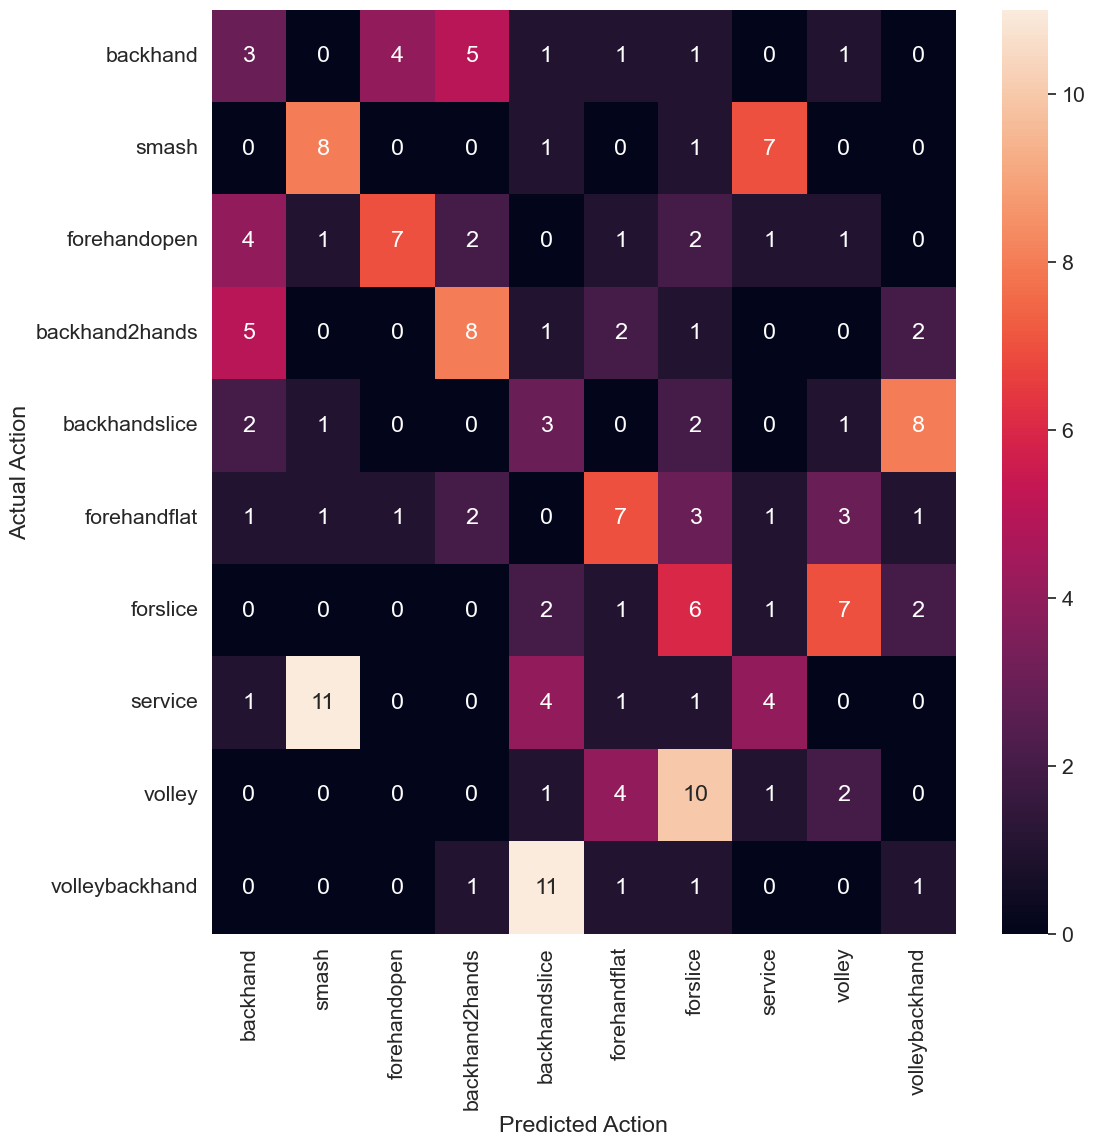 backhand 3 0 4 5 1 1 1 0 1 0
smash 0 8 0 0 1 0 1 7 0 0
forehandopen 4 1 7 2 0 1 2 1 1 0
backhand2hands 5 0 0 8 1 2 1 0 0 2
backhandslice 2 1 0 0 3 0 2 0 1 8
forehandflat 1 1 1 2 0 7 3 1 3 1
forslice 0 0 0 0 2 1 6 1 7 2
service 1 11 0 0 4 1 1 4 0 0
volley 0 0 0 0 1 4 10 1 2 0
volleybackhand 0 0 0 1 11 1 1 0 0 1
Actual Action
backhand
smash
forehandopen
backhand2hands
backhandslice
forehandflat
forslice
service
volley
volleybackhand
Predicted Action
10
8
6
4
2
0